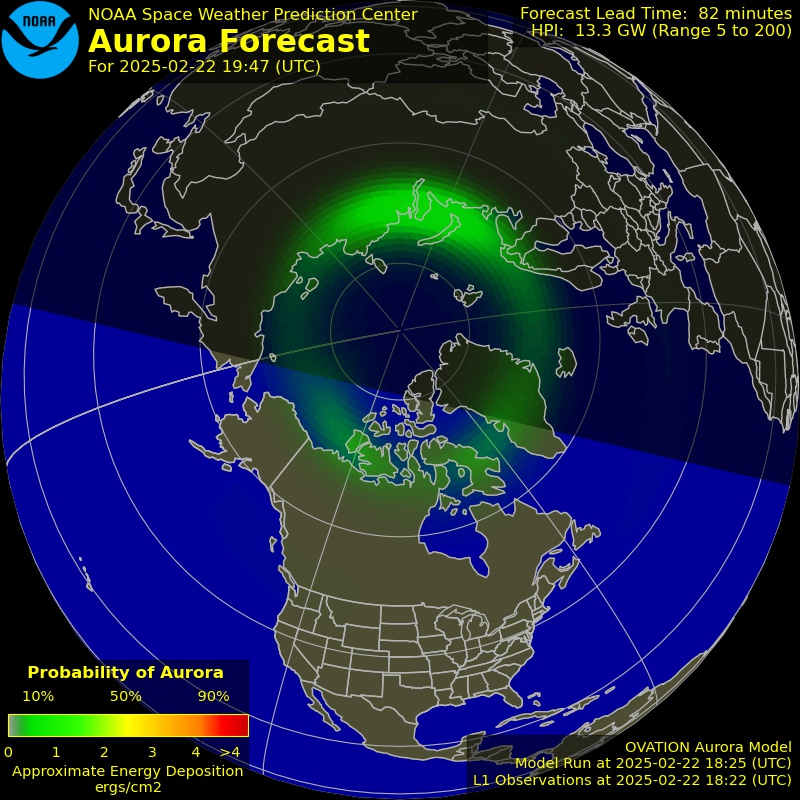 NOAA
NOAA Space Weather Prediction Center
Aurora Forecast
For 2025-02-22 19:47 (UTC)
Forecast Lead Time:  82 minutes
HPI:  13.3 GW (Range 5 to 200)
Probability of Aurora
10% 50% 90%
0 1 2 3 4 >4
Approximate Energy Deposition
ergs/cm2
OVATION Aurora Model
Model Run at 2025-02-22 18:25 (UTC)
L1 Observations at 2025-02-22 18:22 (UTC)